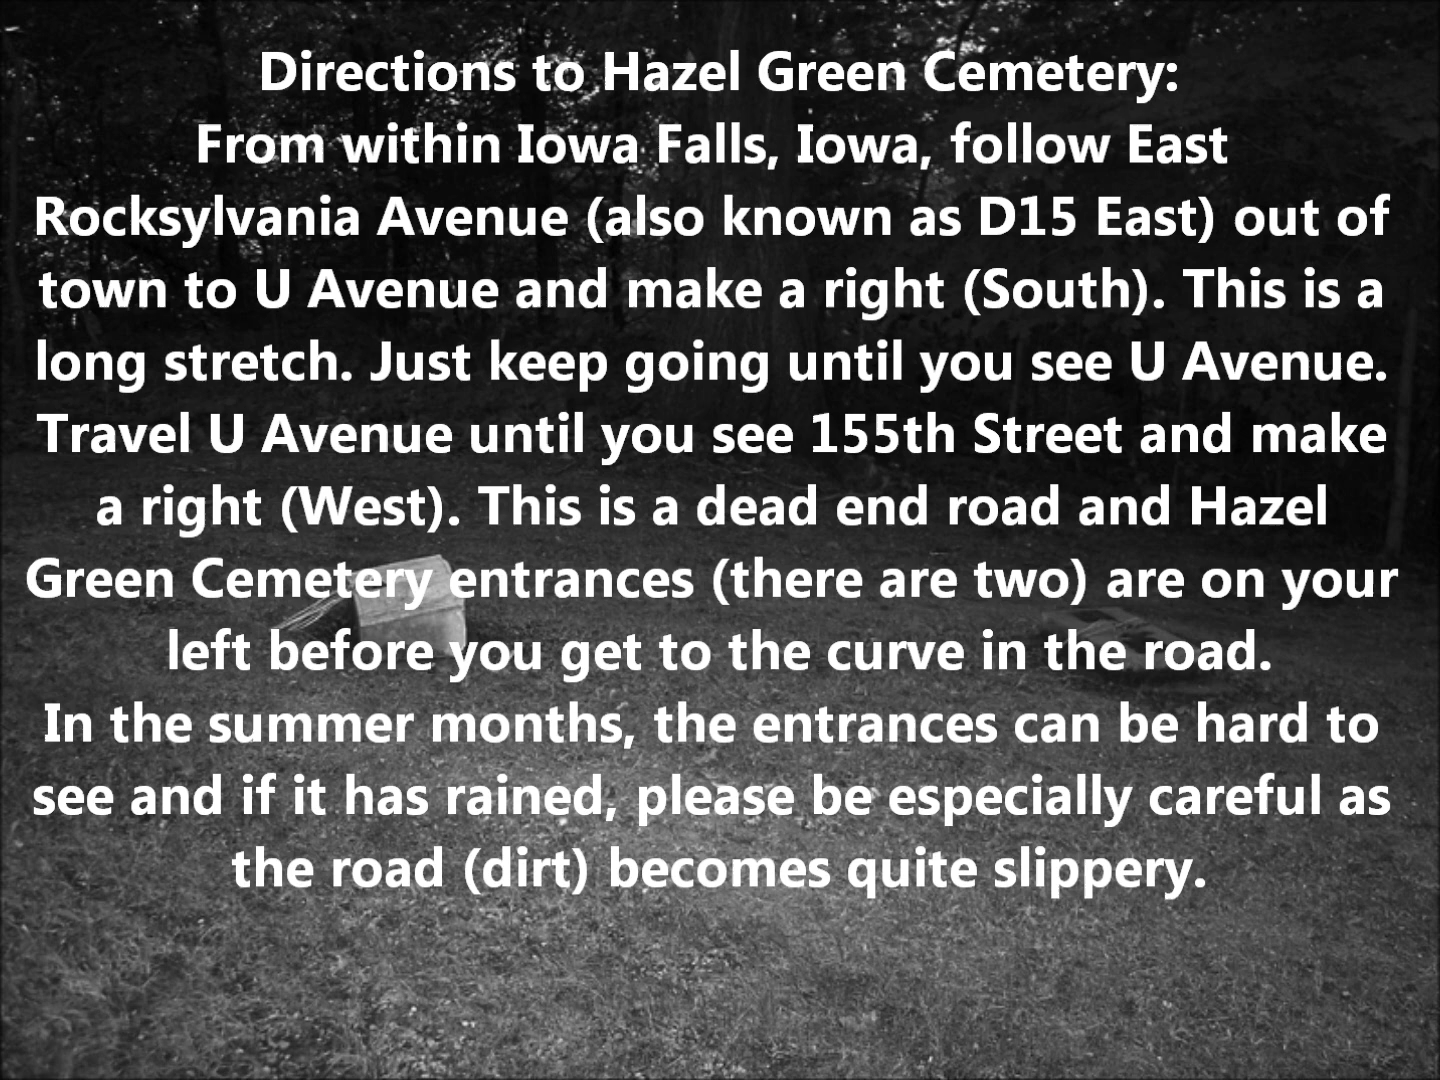 Directions to Hazel Green Cemetery:
From within Iowa Falls, Iowa, follow East
Rocksylvania Avenue (also known as D15 East) out of
town to U Avenue and make a right (South). This is a
long stretch. Just keep going until you see U Avenue.
Travel U Avenue until you see 155th Street and make
a right (West). This is a dead end road and Hazel
Green Cemetery entrances (there are two) are on your
left before you get to the curve in the road.
In the summer months, the entrances can be hard to
see and if it has rained, please be especially careful as
the road (dirt) becomes quite slippery.